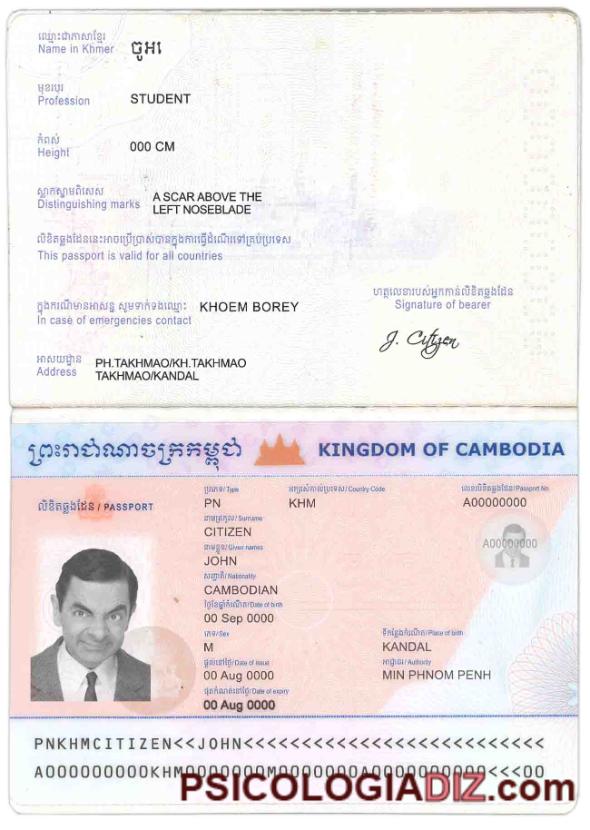 ឈ្មោះជាភាសាខ្មែរ
Name in Khmer
ចូអរ
មុខរបរ
Profession
STUDENT
កំពស់
Height
000 CM
ស្លាកស្នាមពិសេស
Distinguishing marks
A SCAR ABOVE THE
LEFT NOSEBLADE
លិខិតឆ្លងដែននេះអាចប្រើប្រាស់បានក្នុងការធ្វើដំណើរទៅគ្រប់ប្រទេស
This passport is valid for all countries
ក្នុងករណីមានអាសន្ន សូមទាក់ទងឈ្មោះ
In case of emergencies contact
KHOEM BOREY
ហត្ថលេខារបស់អ្នកកាន់លិខិតឆ្លងដែន
Signature of bearer
J. Citizen
អាសយដ្ឋាន
Address
PH.TAKHMAO/KH.TAKHMAO
TAKHMAO/KANDAL
ព្រះរាជាណាចក្រកម្ពុជា KINGDOM OF CAMBODIA
លិខិតឆ្លងដែន / PASSPORT
ប្រភេទ/ Type
PN
អក្សរសំគាល់ប្រទេស/ Country Code
KHM
លេខលិខិតឆ្លងដែន/Passport No
A00000000
នាមត្រកូល/ Surname
CITIZEN
នាមខ្លួន/ Given names
JOHN
A00000000
សញ្ជាតិ/ Nationality
CAMBODIAN
ថ្ងៃខែឆ្នាំកំណើត/Date of birth
00 Sep 0000
ភេទ/ Sex
M
ទីកន្លែងកំណើត/Place of birth
KANDAL
ផ្តល់នៅថ្ងៃ/ Date of issue
00 Aug 0000
អាជ្ញាធរ/ Authority
MIN PHNOM PENH
ផុតកំណត់នៅថ្ងៃ/ Date of expiry
00 Aug 0000
PNKHMCITIZEN<<JOHN<<<<<<<<<<<<<<<<<<<<<<<<<<
PSICOLOGIADIZ.com